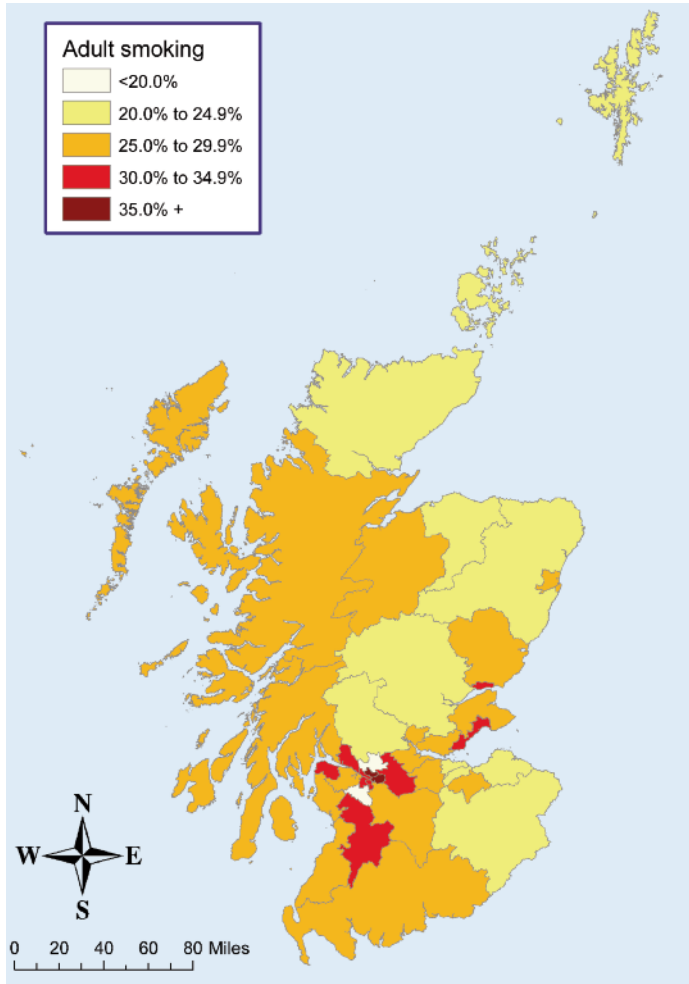 Adult smoking
<20.0%
20.0% to 24.9%
25.0% to 29.9%
30.0% to 34.9%
35.0% +
N
W E
S
0 20 40 60 80 Miles